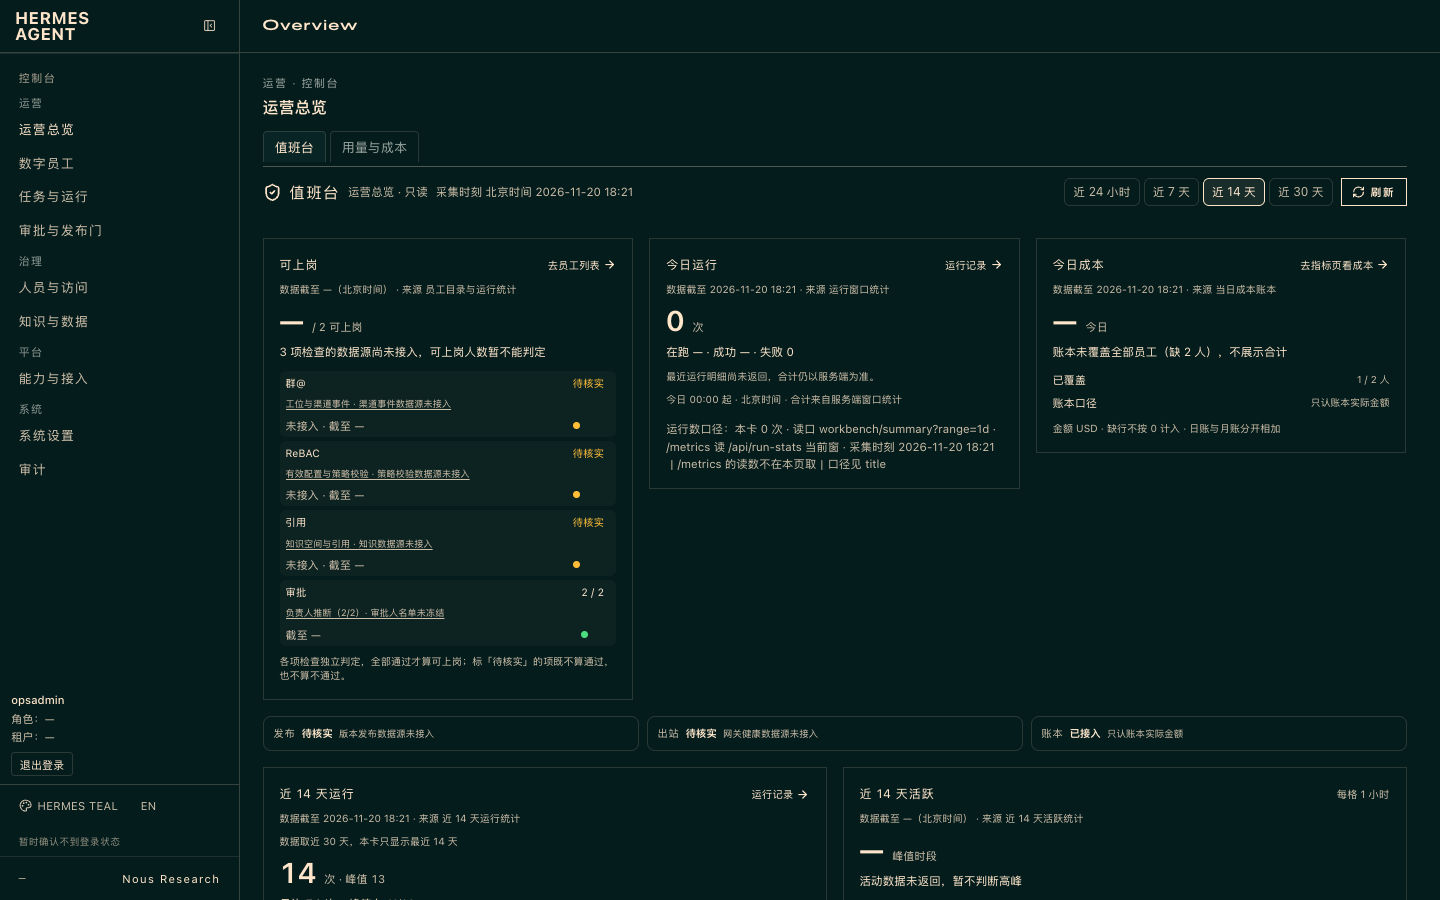 HERMES
AGENT
控制台
运营
运营总览
数字员工
任务与运行
审批与发布门
治理
人员与访问
知识与数据
平台
能力与接入
系统
系统设置
审计
opsadmin
角色：—
租户：—
退出登录
HERMES TEAL EN
暂时确认不到登录状态
— Nous Research
Overview
运营 · 控制台
运营总览
值班台 用量与成本
值班台 运营总览 · 只读 采集时刻 北京时间 2026-11-20 18:21
近 24 小时 近 7 天 近 14 天 近 30 天 刷新
可上岗 去员工列表 →
数据截至 —（北京时间） · 来源 员工目录与运行统计
— / 2 可上岗
3 项检查的数据源尚未接入，可上岗人数暂不能判定
群@ 待核实
工位与渠道事件 · 渠道事件数据源未接入
未接入 · 截至 —
ReBAC 待核实
有效配置与策略校验 · 策略校验数据源未接入
未接入 · 截至 —
引用 待核实
知识空间与引用 · 知识数据源未接入
未接入 · 截至 —
审批 2 / 2
负责人推断（2/2） · 审批人名单未冻结
截至 —
各项检查独立判定，全部通过才算可上岗；标「待核实」的项既不算通过，
也不算不通过。
今日运行 运行记录 →
数据截至 2026-11-20 18:21 · 来源 运行窗口统计
0 次
在跑 — · 成功 — · 失败 0
最近运行明细尚未返回，合计仍以服务端为准。
今日 00:00 起 · 北京时间 · 合计来自服务端窗口统计
运行数口径：本卡 0 次 · 读口 workbench/summary?range=1d ·
/metrics 读 /api/run-stats 当前窗 · 采集时刻 2026-11-20 18:21
| /metrics 的读数不在本页取 | 口径见 title
今日成本 去指标页看成本 →
数据截至 2026-11-20 18:21 · 来源 当日成本账本
— 今日
账本未覆盖全部员工（缺 2 人），不展示合计
已覆盖 1 / 2 人
账本口径 只认账本实际金额
金额 USD · 缺行不按 0 计入 · 日账与月账分开相加
发布 待核实 版本发布数据源未接入
出站 待核实 网关健康数据源未接入
账本 已接入 只认账本实际金额
近 14 天运行 运行记录 →
数据截至 2026-11-20 18:21 · 来源 近 14 天运行统计
数据取近 30 天，本卡只显示最近 14 天
14 次 · 峰值 13
近 14 天活跃 每格 1 小时
数据截至 —（北京时间） · 来源 近 14 天活跃统计
— 峰值时段
活动数据未返回，暂不判断高峰